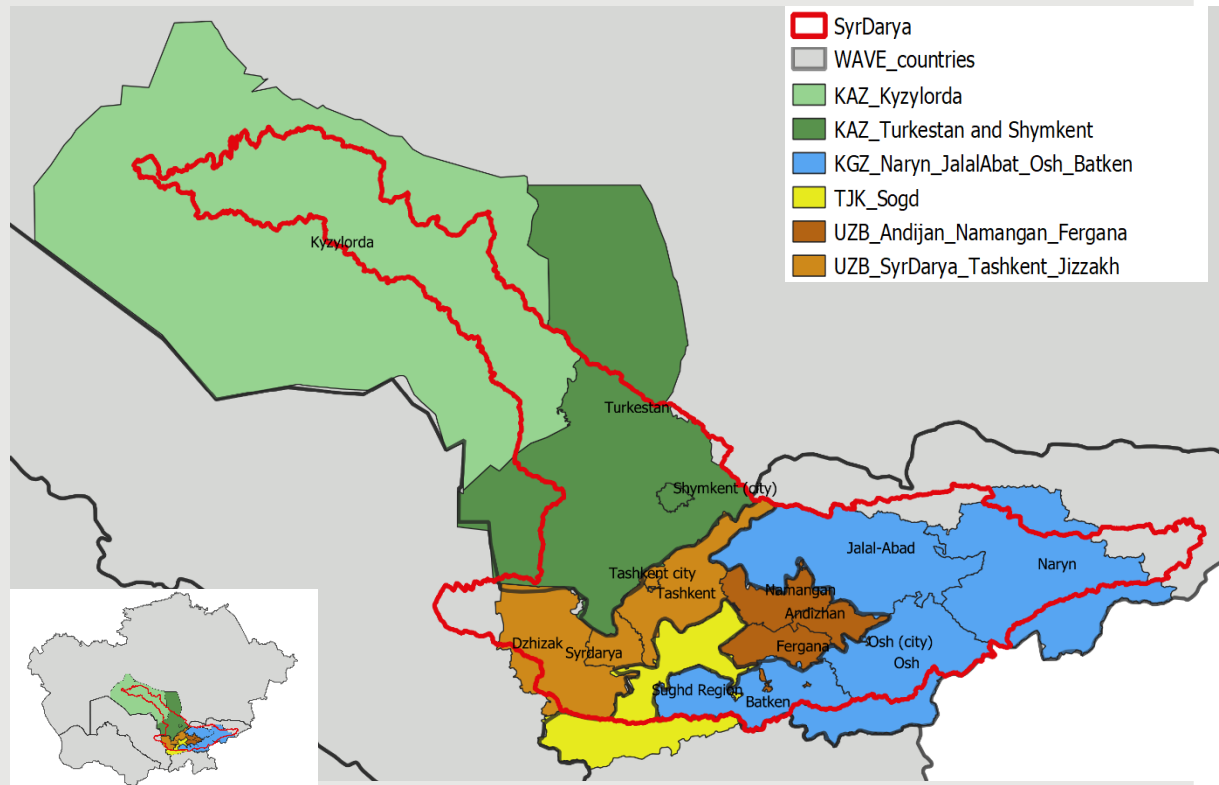 SyrDarya
WAVE_countries
KAZ_Kyzylorda
KAZ_Turkestan and Shymkent
KGZ_Naryn_JalalAbat_Osh_Batken
TJK_Sogd
UZB_Andijan_Namangan_Fergana
UZB_SyrDarya_Tashkent_Jizzakh
Kyzylorda
Turkestan
Shymkent (city)
Jalal-Abad
Naryn
Tashkent city
Tashkent
Namangan
Andizhan
Dzhizak
Syrdarya
Fergana
Osh (city)
Osh
Sughd Region
Batken